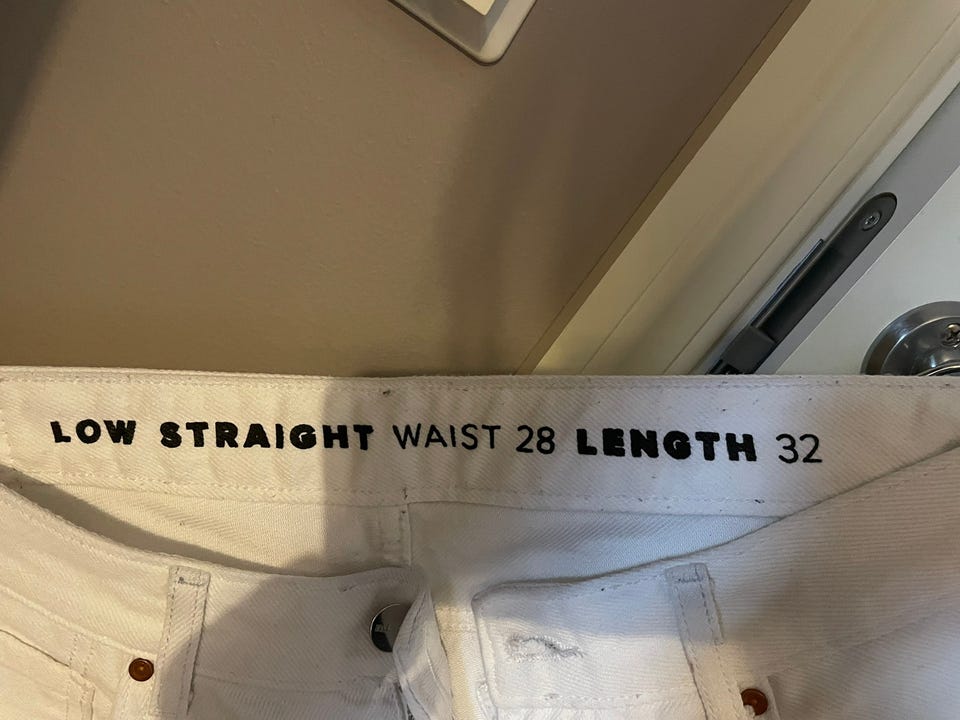 LOW STRAIGHT WAIST 28 LENGTH 32